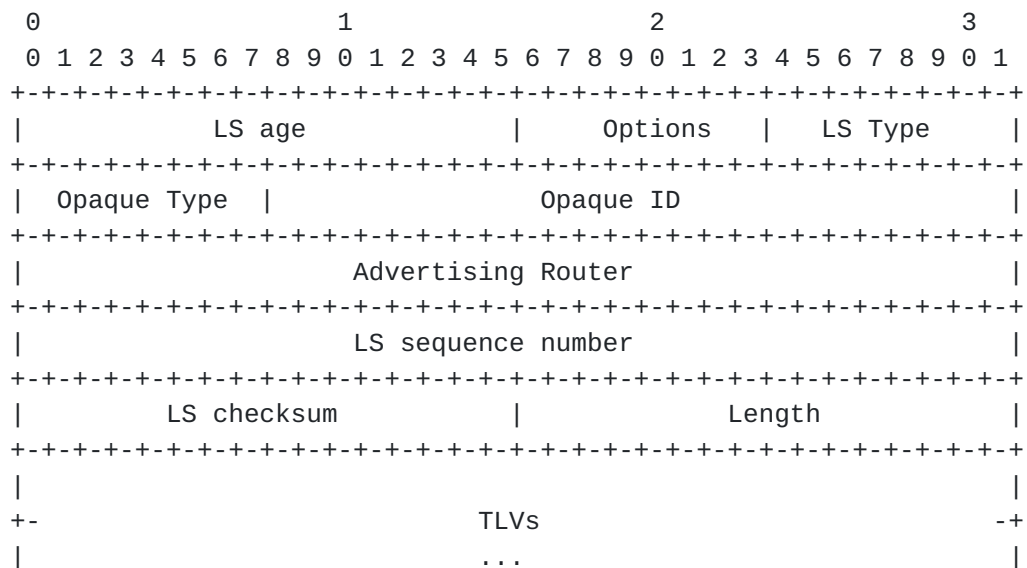 0                   1                   2                   3
 0 1 2 3 4 5 6 7 8 9 0 1 2 3 4 5 6 7 8 9 0 1 2 3 4 5 6 7 8 9 0 1
+-+-+-+-+-+-+-+-+-+-+-+-+-+-+-+-+-+-+-+-+-+-+-+-+-+-+-+-+-+-+-+-+
|            LS age             |     Options   |   LS Type     |
+-+-+-+-+-+-+-+-+-+-+-+-+-+-+-+-+-+-+-+-+-+-+-+-+-+-+-+-+-+-+-+-+
|  Opaque Type  |                 Opaque ID                     |
+-+-+-+-+-+-+-+-+-+-+-+-+-+-+-+-+-+-+-+-+-+-+-+-+-+-+-+-+-+-+-+-+
|                     Advertising Router                        |
+-+-+-+-+-+-+-+-+-+-+-+-+-+-+-+-+-+-+-+-+-+-+-+-+-+-+-+-+-+-+-+-+
|                     LS sequence number                        |
+-+-+-+-+-+-+-+-+-+-+-+-+-+-+-+-+-+-+-+-+-+-+-+-+-+-+-+-+-+-+-+-+
|         LS checksum           |             Length            |
+-+-+-+-+-+-+-+-+-+-+-+-+-+-+-+-+-+-+-+-+-+-+-+-+-+-+-+-+-+-+-+-+
|                                                               |
+-                            TLVs                             -+
|                             ...                               |